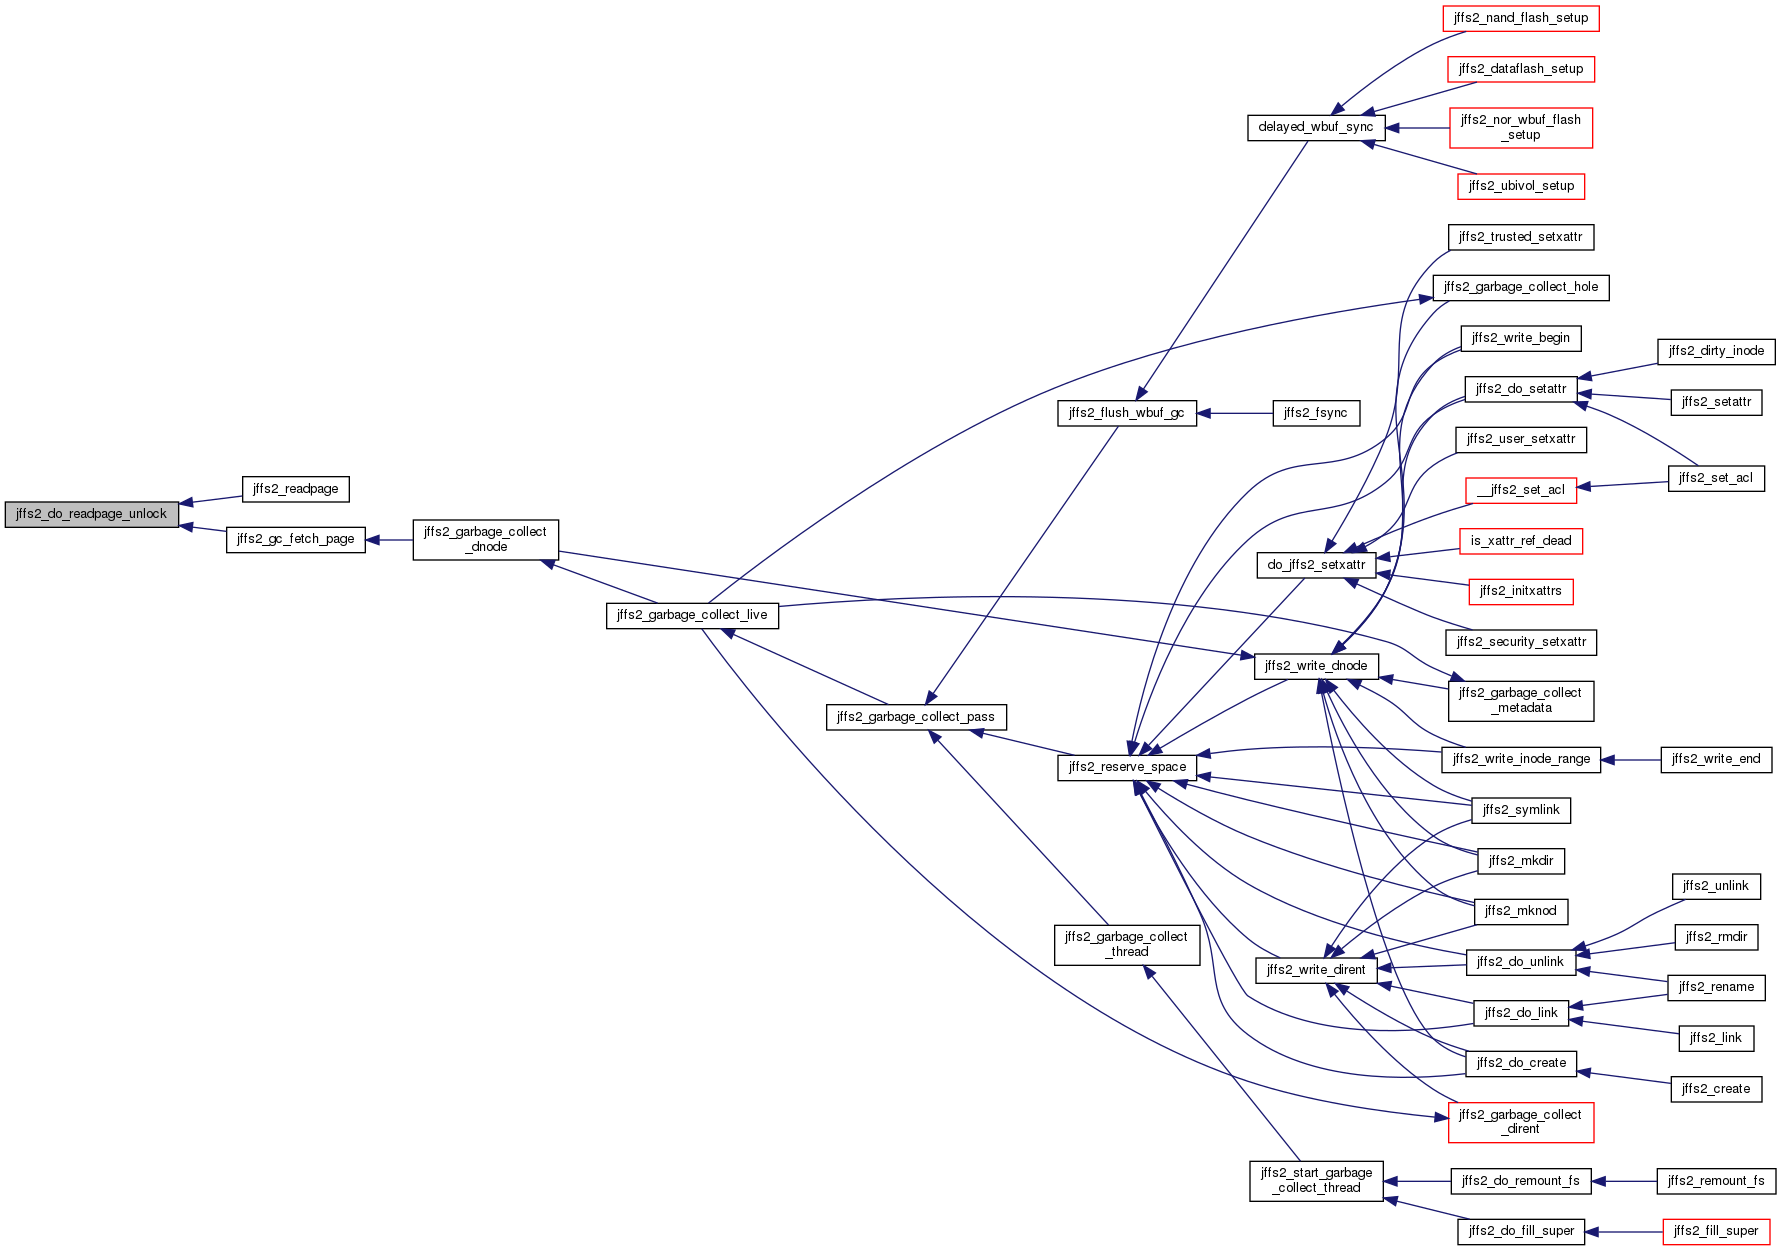 jffs2_nand_flash_setup
jffs2_dataflash_setup
delayed_wbuf_sync
jffs2_nor_wbuf_flash
_setup
jffs2_ubivol_setup
jffs2_trusted_setxattr
jffs2_garbage_collect_hole
jffs2_write_begin
jffs2_dirty_inode
jffs2_do_setattr
jffs2_setattr
jffs2_flush_wbuf_gc
jffs2_fsync
jffs2_user_setxattr
jffs2_set_acl
__jffs2_set_acl
jffs2_readpage
jffs2_do_readpage_unlock
jffs2_gc_fetch_page
jffs2_garbage_collect
_dnode
is_xattr_ref_dead
do_jffs2_setxattr
jffs2_initxattrs
jffs2_garbage_collect_live
jffs2_security_setxattr
jffs2_write_dnode
jffs2_garbage_collect
_metadata
jffs2_garbage_collect_pass
jffs2_reserve_space
jffs2_write_inode_range
jffs2_write_end
jffs2_symlink
jffs2_mkdir
jffs2_unlink
jffs2_mknod
jffs2_rmdir
jffs2_garbage_collect
_thread
jffs2_write_dirent
jffs2_do_unlink
jffs2_rename
jffs2_do_link
jffs2_link
jffs2_do_create
jffs2_create
jffs2_garbage_collect
_dirent
jffs2_start_garbage
_collect_thread
jffs2_do_remount_fs
jffs2_remount_fs
jffs2_do_fill_super
jffs2_fill_super